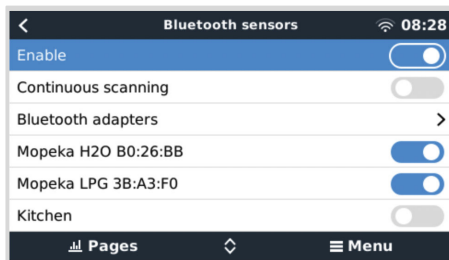 Bluetooth sensors 08:28
Enable
Continuous scanning
Bluetooth adapters
Mopeka H2O B0:26:BB
Mopeka LPG 3B:A3:F0
Kitchen
Pages Menu